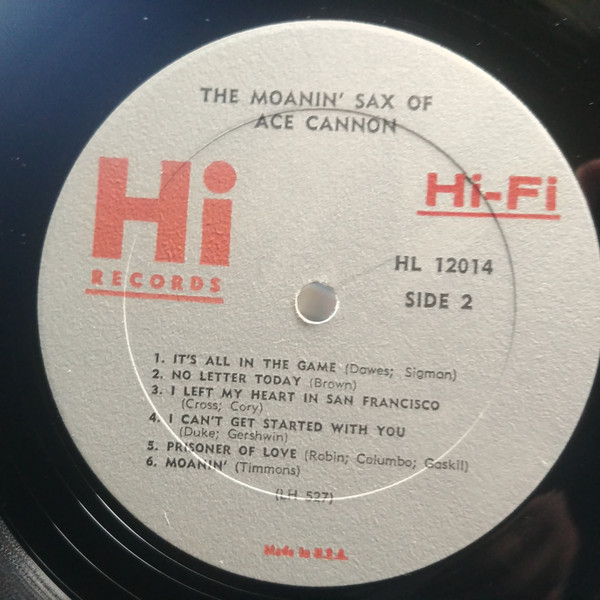 THE MOANIN' SAX OF
ACE CANNON
Hi
RECORDS
Hi-Fi
HL 12014
SIDE 2
1. IT'S ALL IN THE GAME (Dawes; Sigman)
2. NO LETTER TODAY (Brown)
3. I LEFT MY HEART IN SAN FRANCISCO
(Cross; Cory)
4. I CAN'T GET STARTED WITH YOU
(Duke; Gershwin)
5. PRISONER OF LOVE (Robin; Columbo; Gaskill)
6. MOANIN' (Timmons)
(LH 527)
Made in U.S.A.